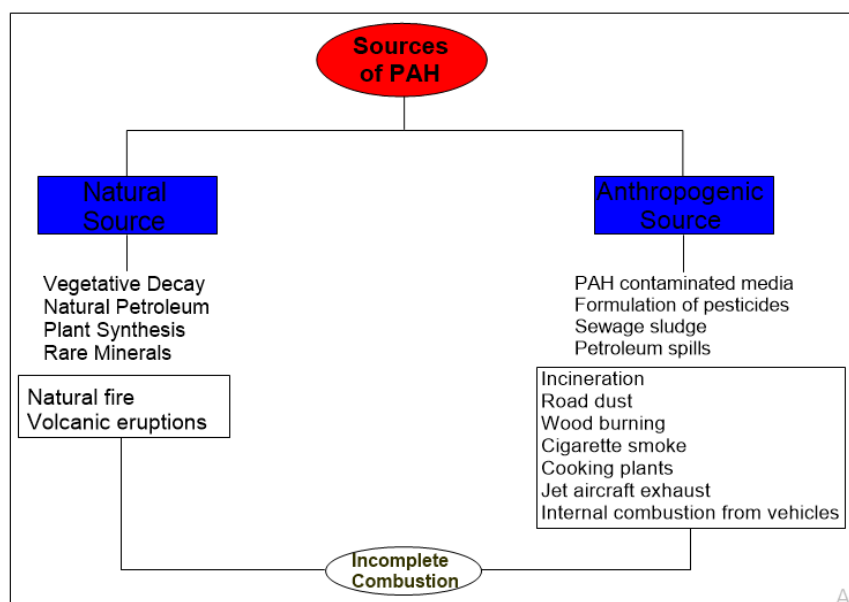 Sources
of PAH
Natural
Source
Anthropogenic
Source
Vegetative Decay
Natural Petroleum
Plant Synthesis
Rare Minerals
PAH contaminated media
Formulation of pesticides
Sewage sludge
Petroleum spills
Natural fire
Volcanic eruptions
Incineration
Road dust
Wood burning
Cigarette smoke
Cooking plants
Jet aircraft exhaust
Internal combustion from vehicles
Incomplete
Combustion
A